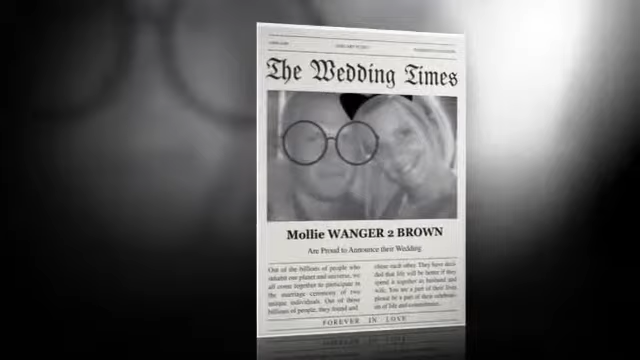 The Wedding Times
Mollie WANGER 2 BROWN
Are Proud to Announce their Wedding
Out of the billions of people who
inhabit our planet and universe, we
all come together to participate in
the marriage ceremony of two
unique individuals. Out of those
billions of people, they found and
chose each other. They have deci-
ded that life will be better if they
spend it together as husband and
wife. You are a part of their lives
please be a part of their celebrati-
on of life and commitment.
FOREVER IN LOVE